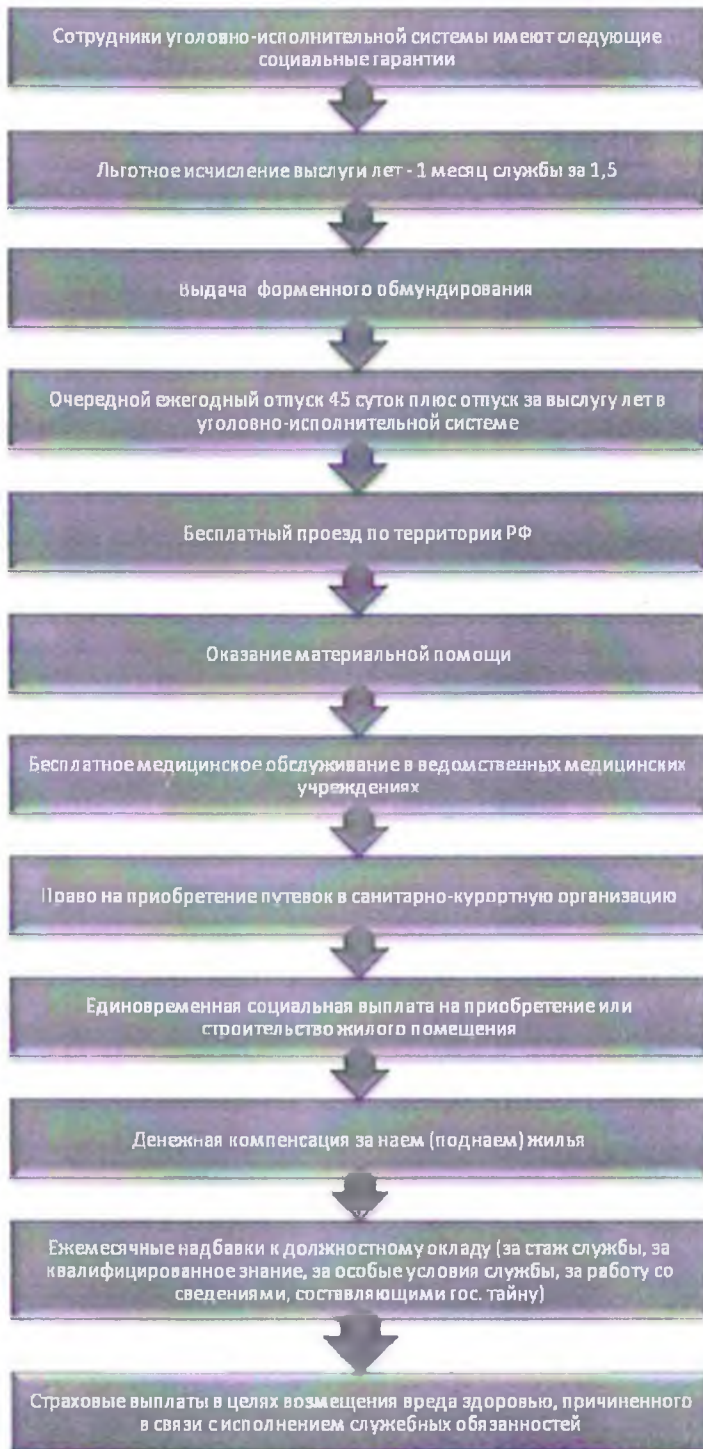 Сотрудники уголовно-исполнительной системы имеют следующие
социальные гарантии
Льготное исчисление выслуги лет - 1 месяц службы за 1,5
Выдача форменного обмундирования
Очередной ежегодный отпуск 45 суток плюс отпуск за выслугу лет в
уголовно-исполнительной системе
Бесплатный проезд по территории РФ
Оказание материальной помощи
Бесплатное медицинское обслуживание в ведомственных медицинских
учреждениях
Право на приобретение путевок в санитарно-курортную организацию
Единовременная социальная выплата на приобретение или
строительство жилого помещения
Денежная компенсация за наем (поднаем) жилья
Ежемесячные надбавки к должностному окладу (за стаж службы, за
квалифицированное знание, за особые условия службы, за работу со
сведениями, составляющими гос. тайну)
Страховые выплаты в целях возмещения вреда здоровью, причиненного
в связи с исполнением служебных обязанностей